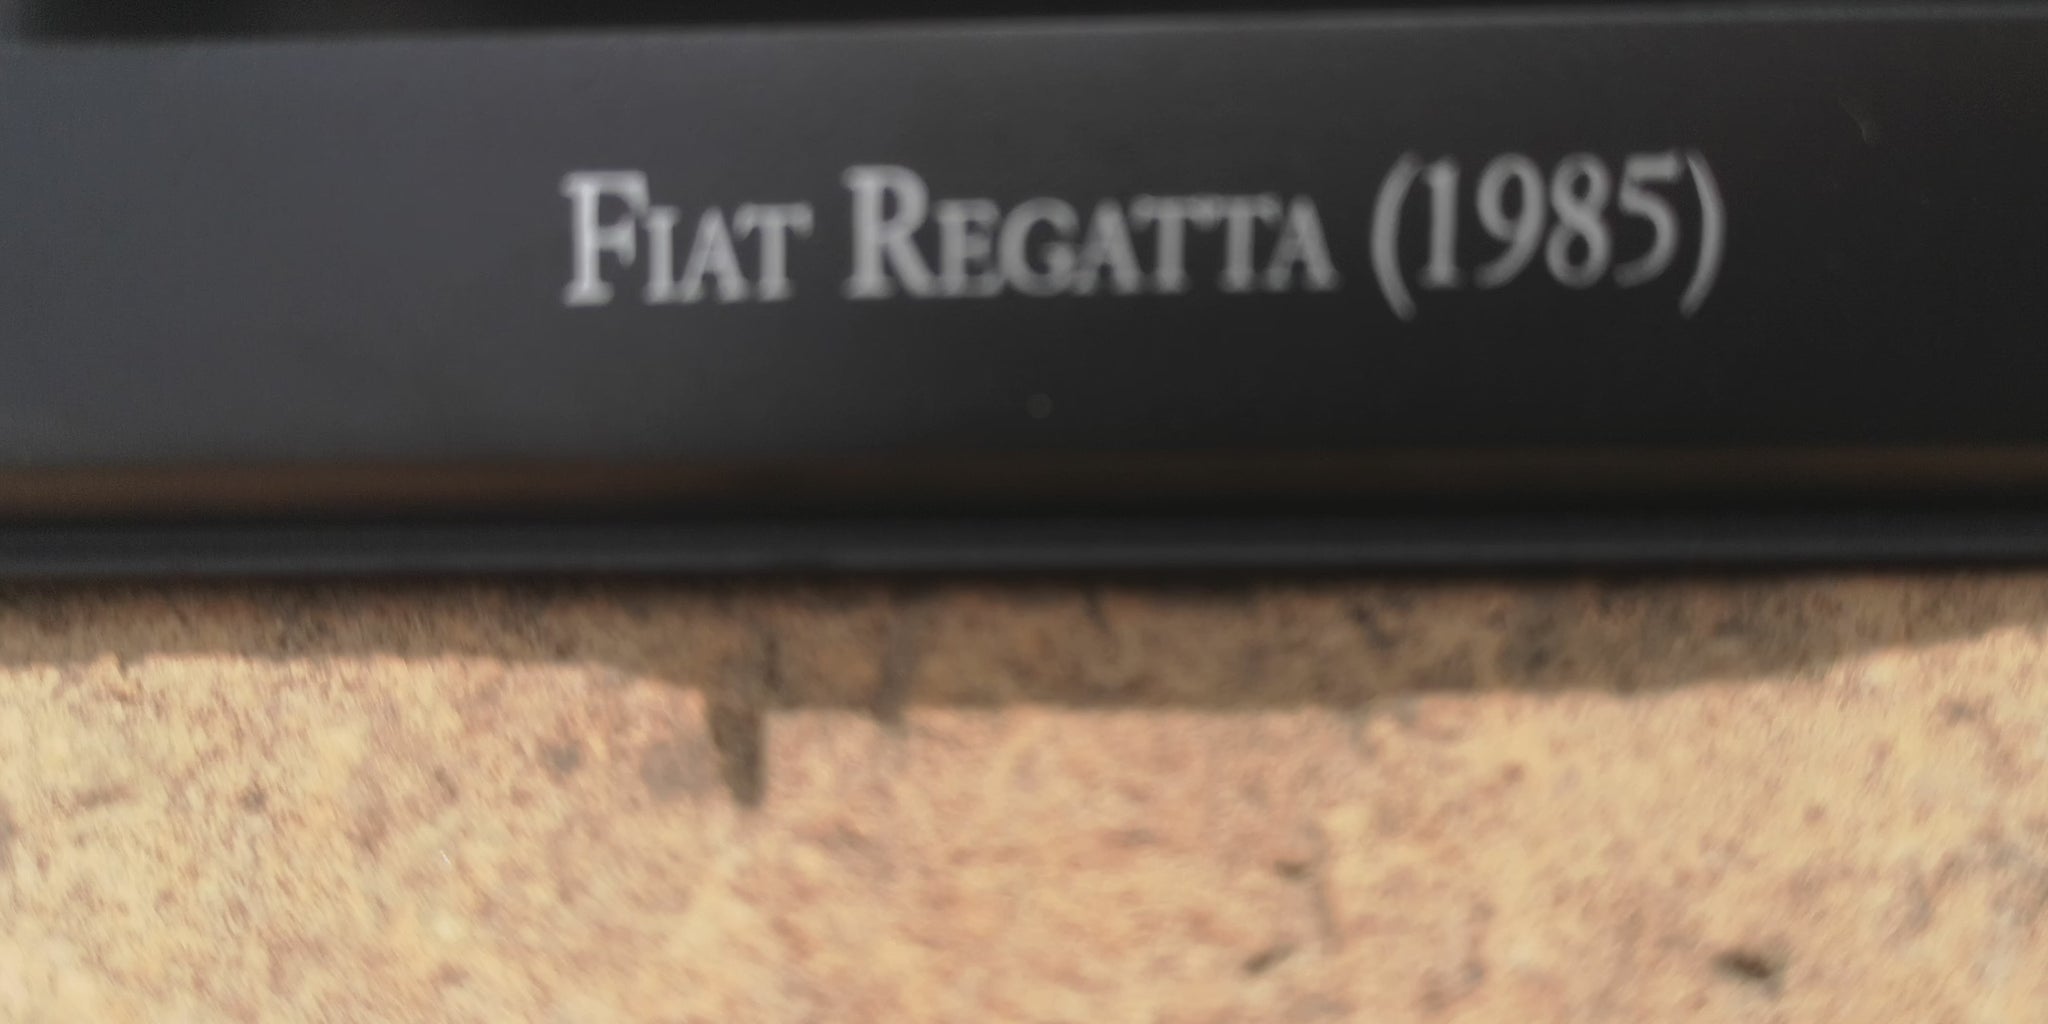 Fiat Regatta (1985)